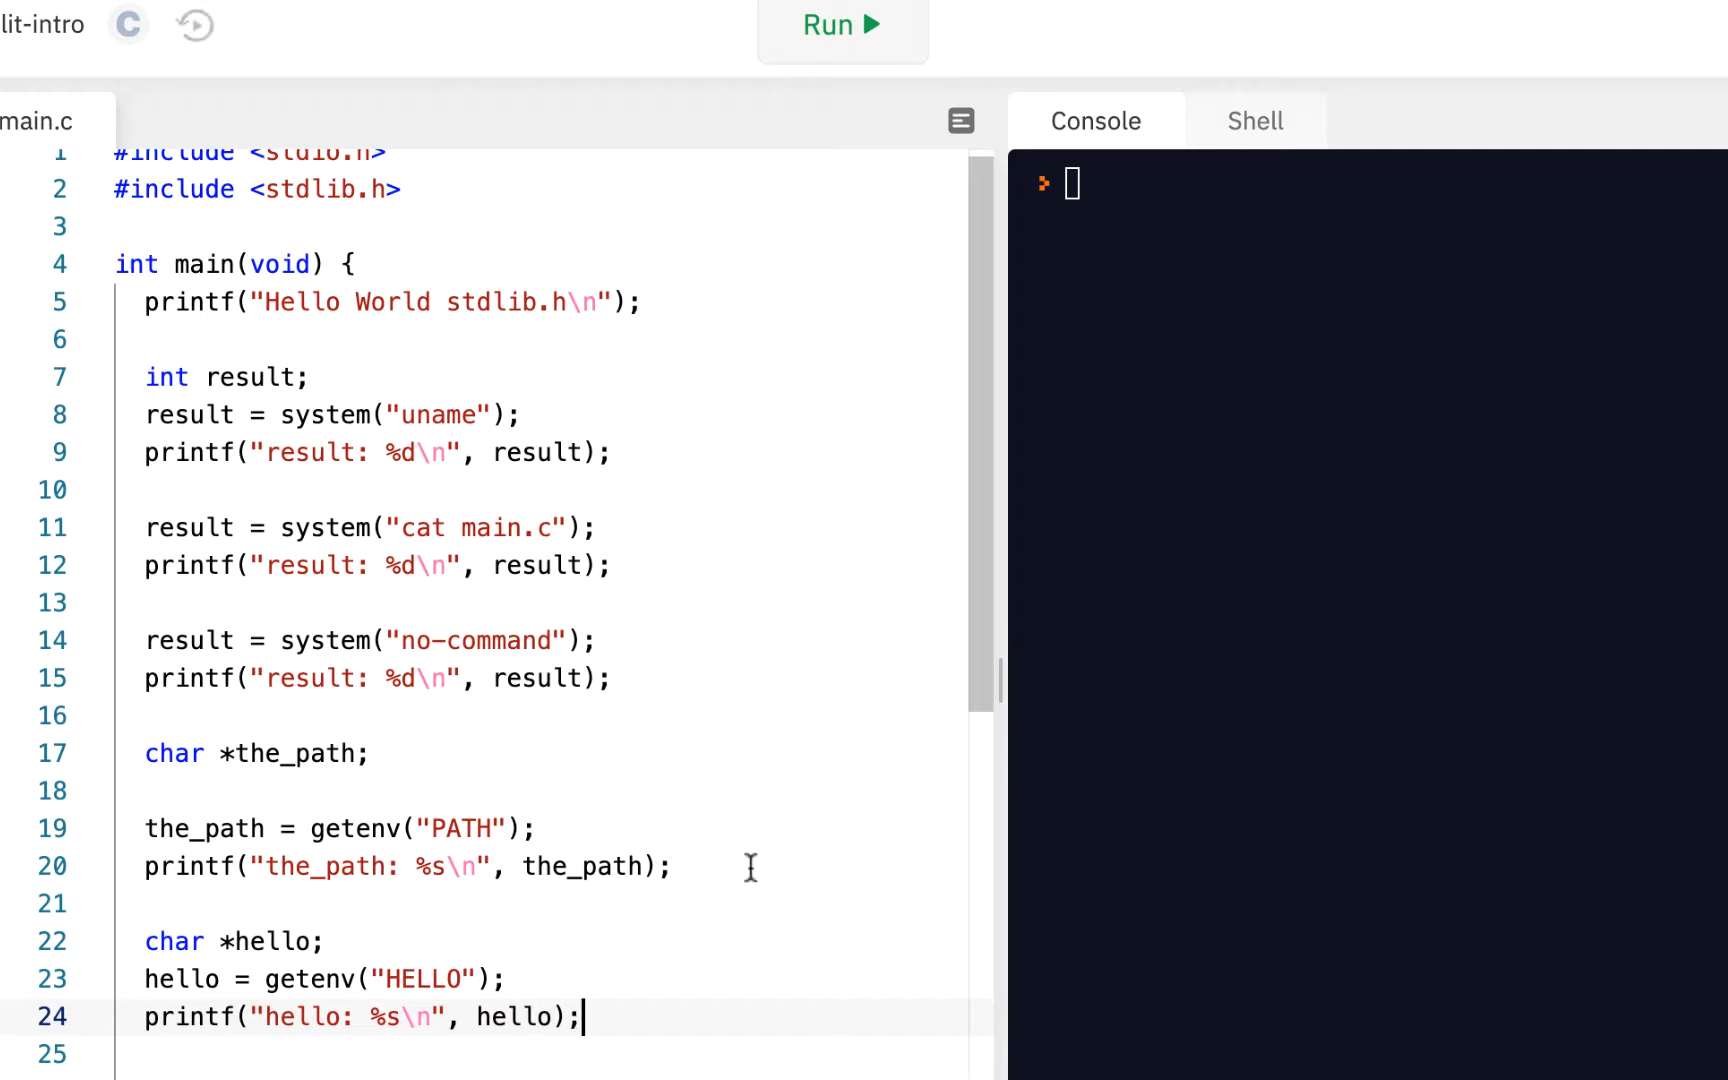 lit-intro C
Run
main.c
Console Shell
1 #include <stdio.h>
2 #include <stdlib.h>
3
4 int main(void) {
5 printf("Hello World stdlib.h\n");
6
7 int result;
8 result = system("uname");
9 printf("result: %d\n", result);
10
11 result = system("cat main.c");
12 printf("result: %d\n", result);
13
14 result = system("no-command");
15 printf("result: %d\n", result);
16
17 char *the_path;
18
19 the_path = getenv("PATH");
20 printf("the_path: %s\n", the_path);
21
22 char *hello;
23 hello = getenv("HELLO");
24 printf("hello: %s\n", hello);
25